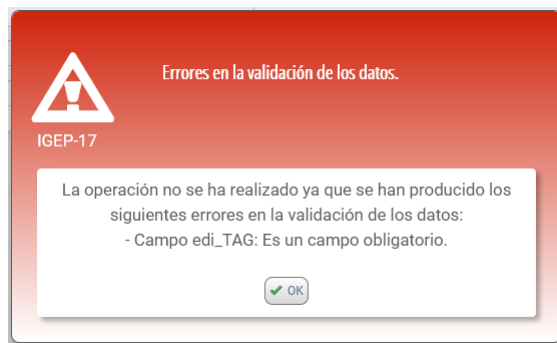 Errores en la validación de los datos.
IGEP-17
La operación no se ha realizado ya que se han producido los
siguientes errores en la validación de los datos:
- Campo edi_TAG: Es un campo obligatorio.
OK